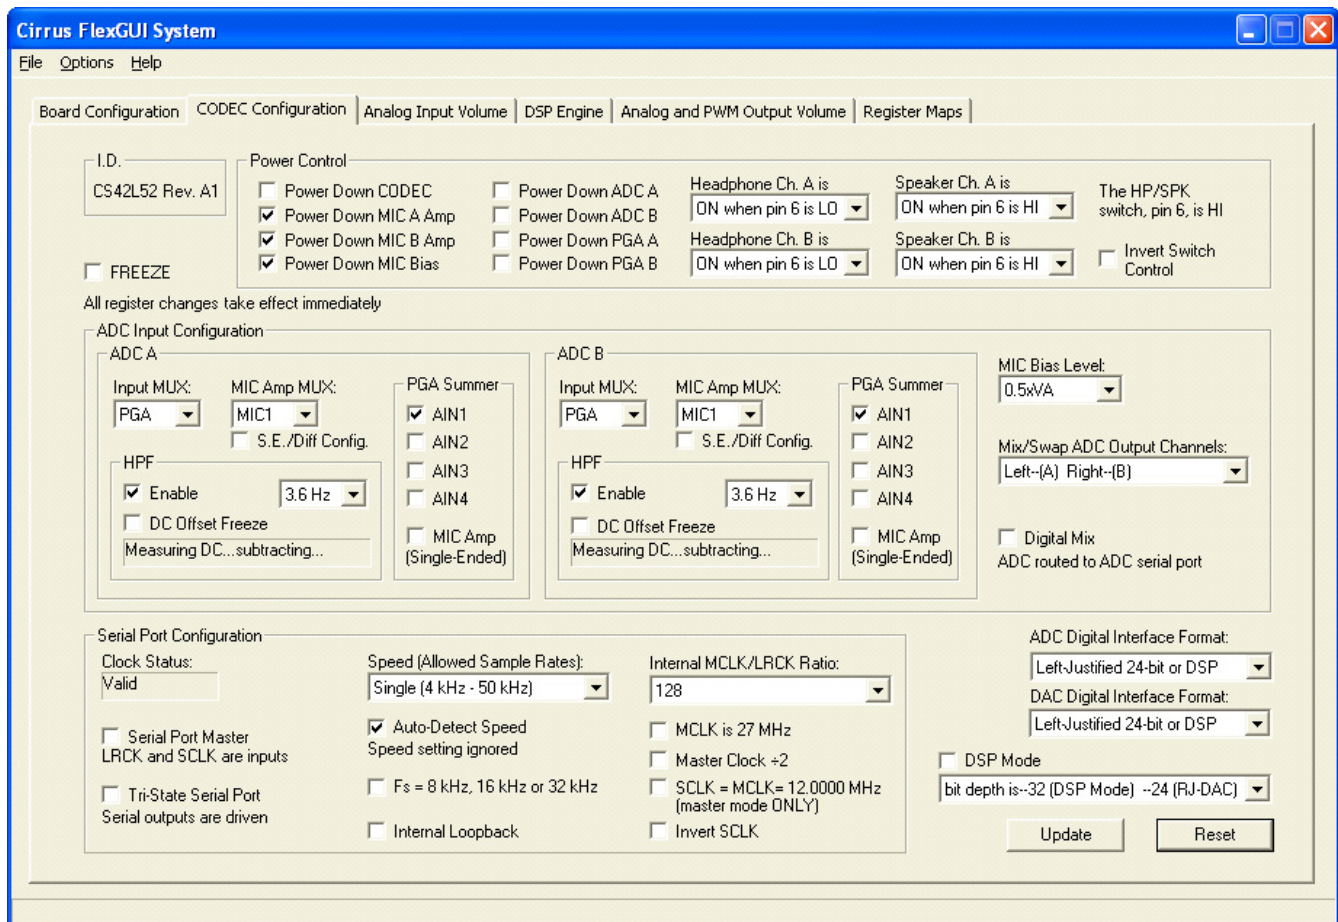 Cirrus FlexGUI System
File Options Help
Board Configuration CODEC Configuration Analog Input Volume DSP Engine Analog and PWM Output Volume Register Maps
I.D.
CS42L52 Rev. A1
FREEZE
All register changes take effect immediately
Power Control
Power Down CODEC
Power Down MIC A Amp
Power Down MIC B Amp
Power Down MIC Bias
Power Down ADC A
Power Down ADC B
Power Down PGA A
Power Down PGA B
Headphone Ch. A is
ON when pin 6 is LO
Headphone Ch. B is
ON when pin 6 is LO
Speaker Ch. A is
ON when pin 6 is HI
Speaker Ch. B is
ON when pin 6 is HI
The HP/SPK
switch, pin 6, is HI
Invert Switch
Control
ADC Input Configuration
ADC A
Input MUX:
PGA
MIC Amp MUX:
MIC1
S.E./Diff Config.
HPF
Enable
3.6 Hz
DC Offset Freeze
Measuring DC...subtracting...
PGA Summer
AIN1
AIN2
AIN3
AIN4
MIC Amp
(Single-Ended)
ADC B
Input MUX:
PGA
MIC Amp MUX:
MIC1
S.E./Diff Config.
HPF
Enable
3.6 Hz
DC Offset Freeze
Measuring DC...subtracting...
PGA Summer
AIN1
AIN2
AIN3
AIN4
MIC Amp
(Single-Ended)
MIC Bias Level:
0.5xVA
Mix/Swap ADC Output Channels:
Left--(A) Right--(B)
Digital Mix
ADC routed to ADC serial port
Serial Port Configuration
Clock Status:
Valid
Serial Port Master
LRCK and SCLK are inputs
Tri-State Serial Port
Serial outputs are driven
Speed (Allowed Sample Rates):
Single (4 kHz - 50 kHz)
Auto-Detect Speed
Speed setting ignored
Fs = 8 kHz, 16 kHz or 32 kHz
Internal Loopback
Internal MCLK/LRCK Ratio:
128
MCLK is 27 MHz
Master Clock ÷2
SCLK = MCLK= 12.0000 MHz
(master mode ONLY)
Invert SCLK
ADC Digital Interface Format:
Left-Justified 24-bit or DSP
DAC Digital Interface Format:
Left-Justified 24-bit or DSP
DSP Mode
bit depth is--32 (DSP Mode) --24 (RJ-DAC)
Update
Reset